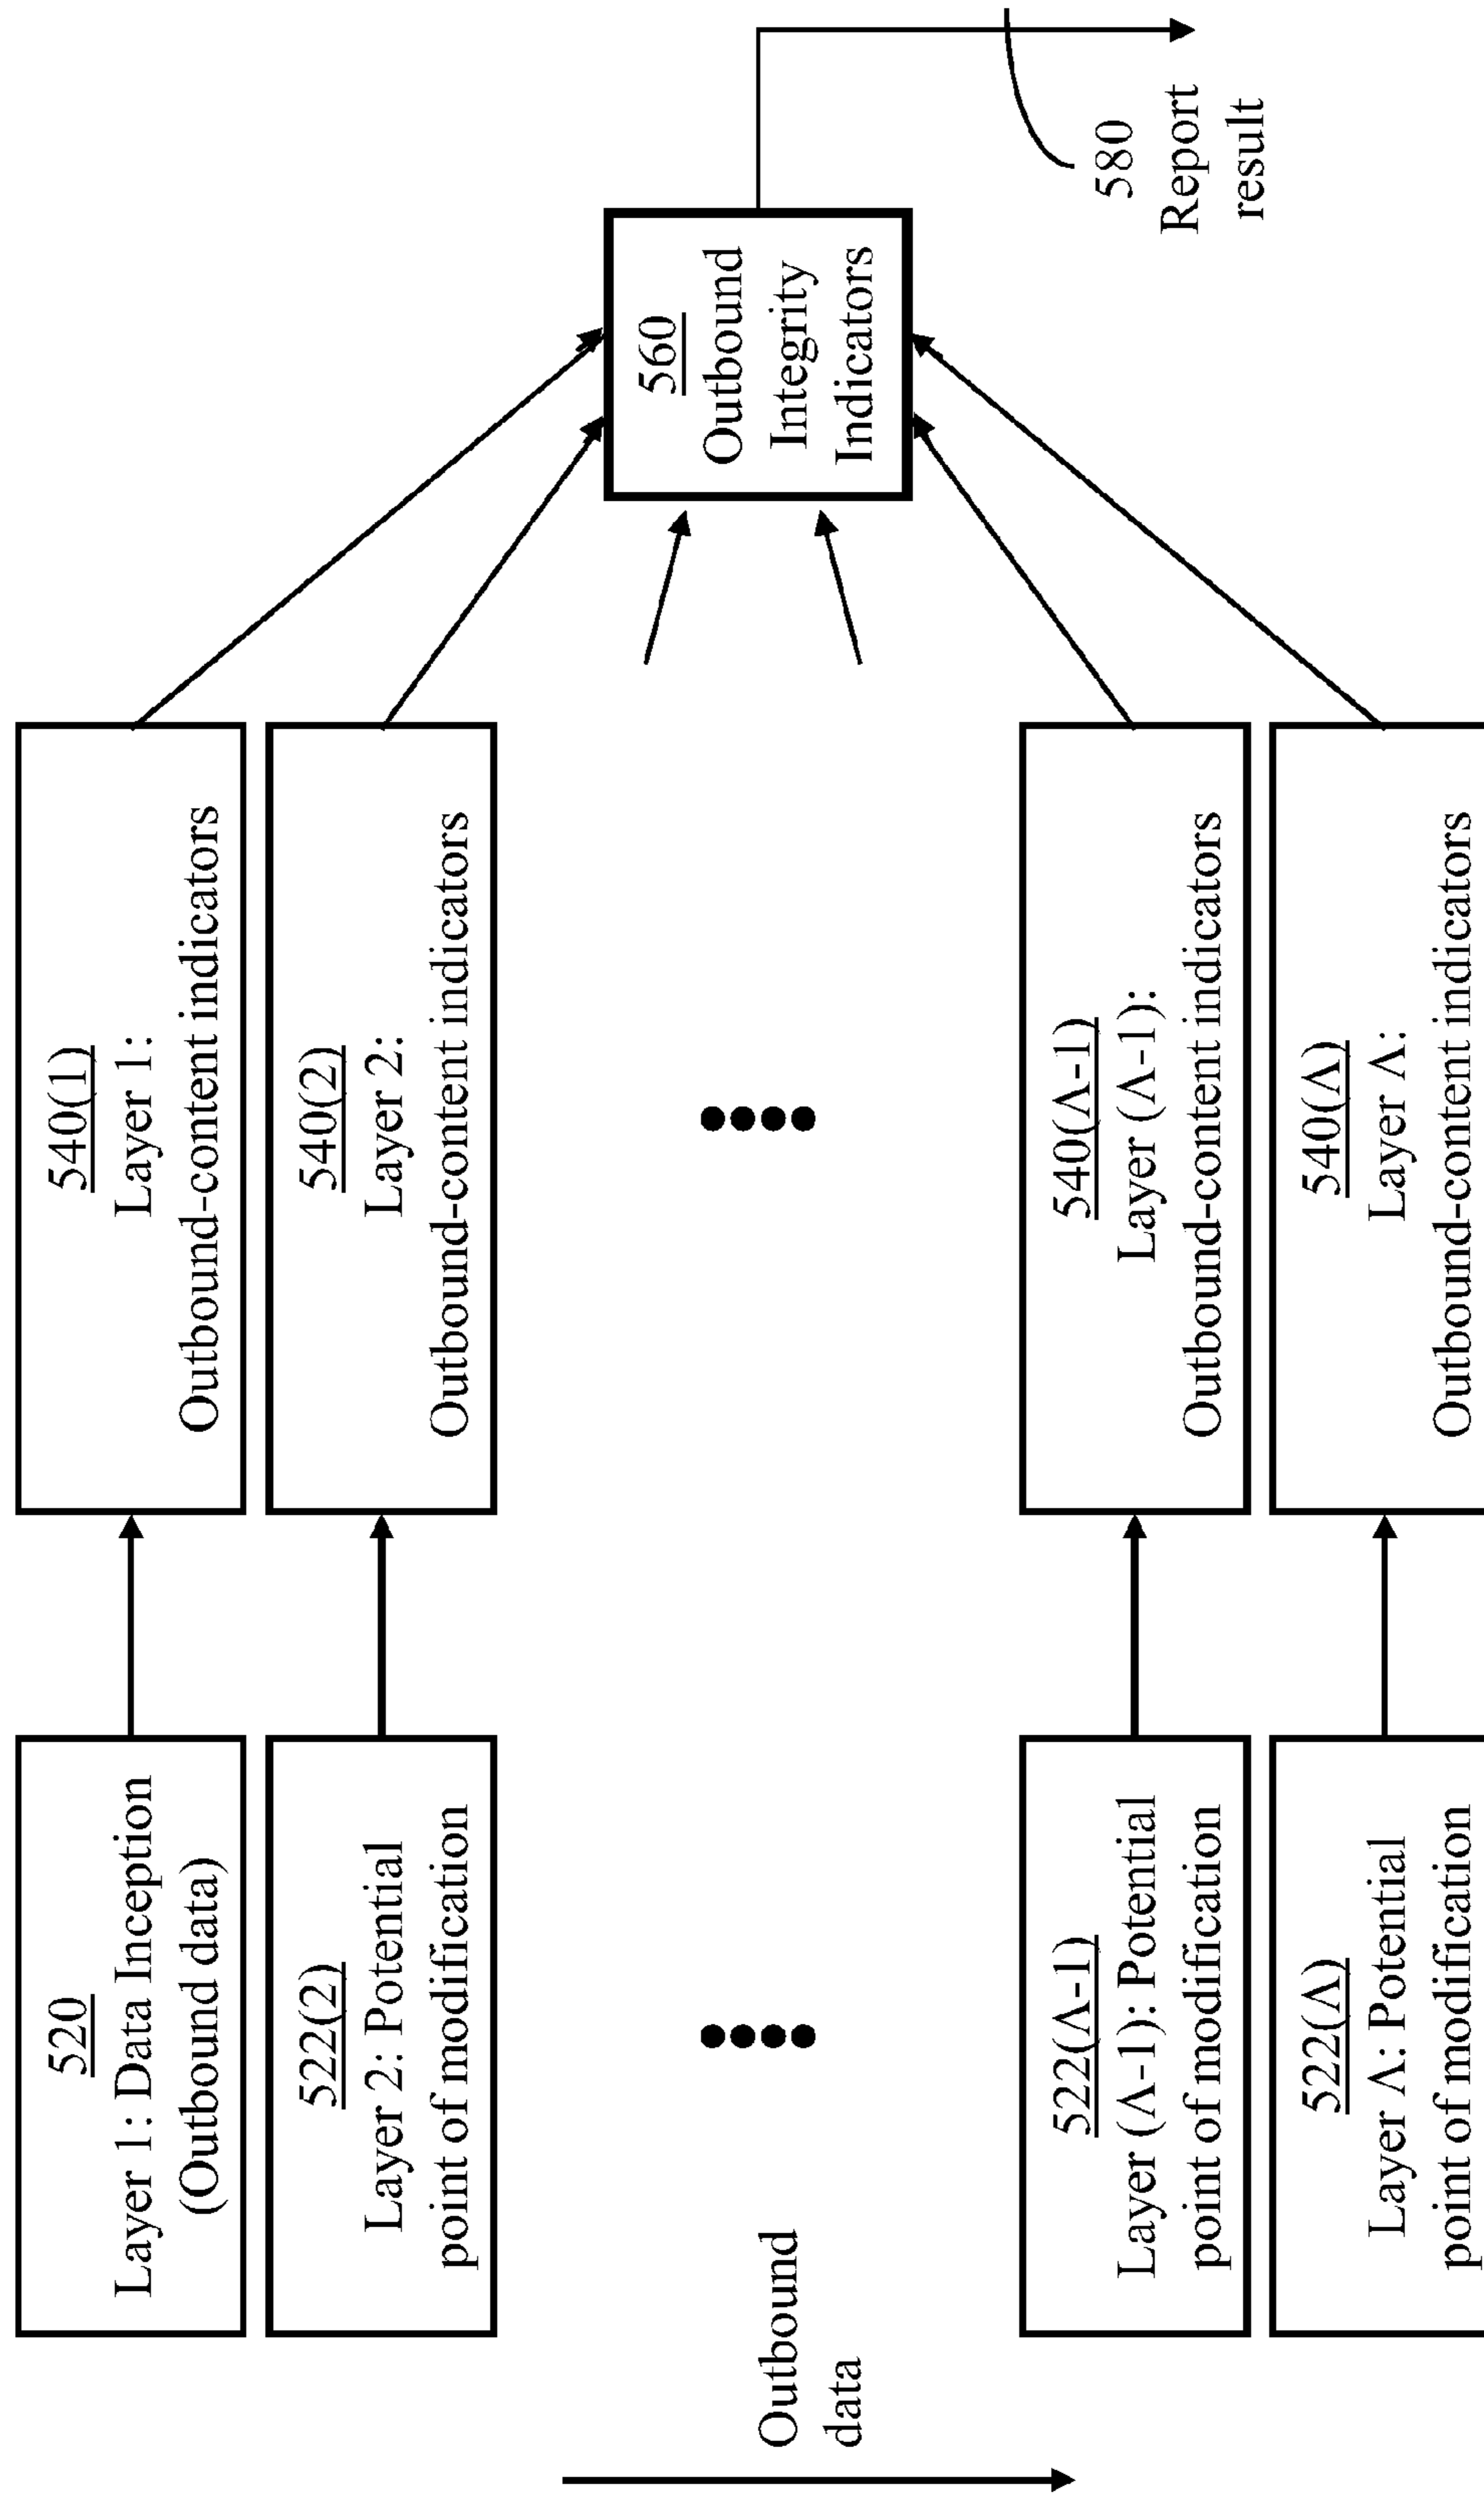 520
Layer 1: Data Inception
(Outbound data)
540(1)
Layer 1:
Outbound-content indicators
522(2)
Layer 2: Potential
point of modification
540(2)
Layer 2:
Outbound-content indicators
Outbound
data
560
Outbound
Integrity
Indicators
580
Report
result
522(Λ-1)
Layer (Λ-1): Potential
point of modification
540(Λ-1)
Layer (Λ-1):
Outbound-content indicators
522(Λ)
Layer Λ: Potential
point of modification
540(Λ)
Layer Λ:
Outbound-content indicators